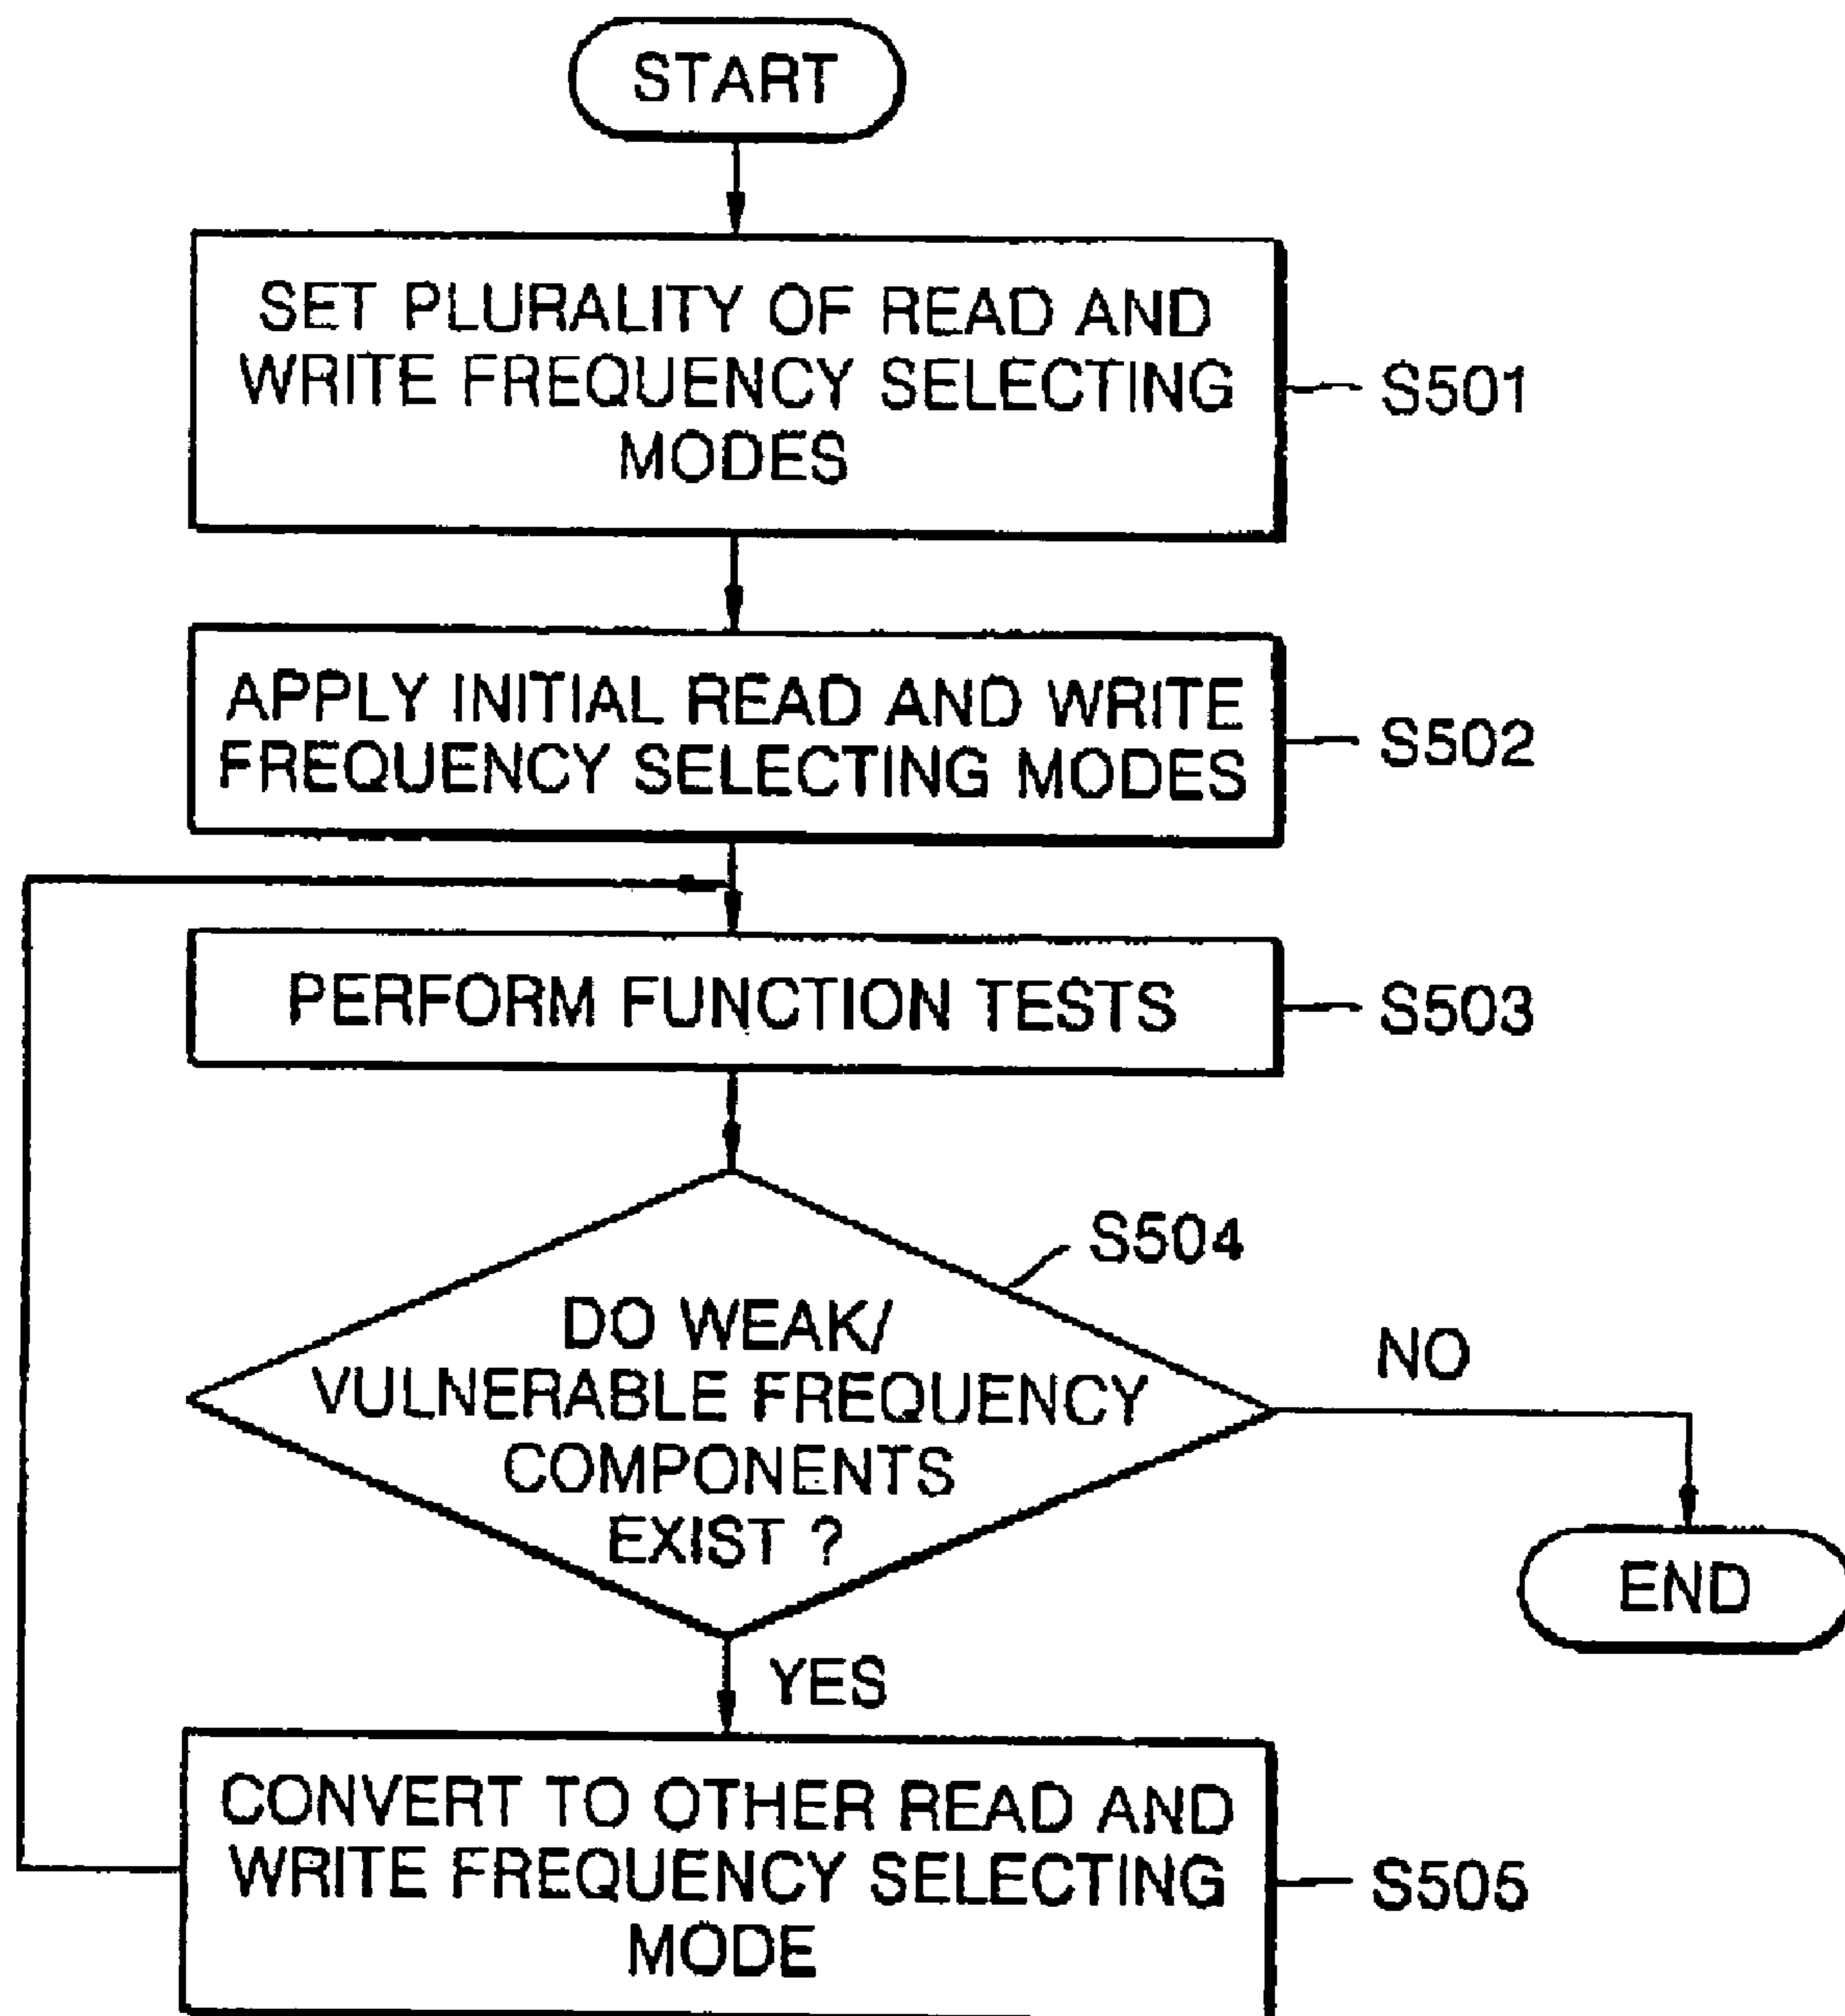 START
SET PLURALITY OF READ AND
WRITE FREQUENCY SELECTING
MODES
S501
APPLY INITIAL READ AND WRITE
FREQUENCY SELECTING MODES
S502
PERFORM FUNCTION TESTS
S503
S504
DO WEAK/
VULNERABLE FREQUENCY
COMPONENTS
EXIST ?
NO
END
YES
CONVERT TO OTHER READ AND
WRITE FREQUENCY SELECTING
MODE
S505